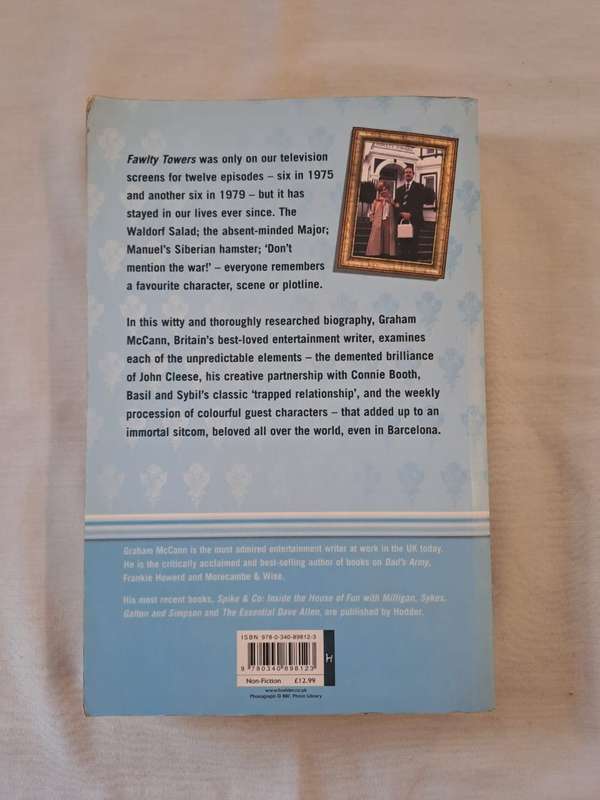 Fawlty Towers was only on our television
screens for twelve episodes – six in 1975
and another six in 1979 – but it has
stayed in our lives ever since. The
Waldorf Salad; the absent-minded Major;
Manuel's Siberian hamster; 'Don't
mention the war!' – everyone remembers
a favourite character, scene or plotline.
In this witty and thoroughly researched biography, Graham
McCann, Britain's best-loved entertainment writer, examines
each of the unpredictable elements – the demented brilliance
of John Cleese, his creative partnership with Connie Booth,
Basil and Sybil's classic 'trapped relationship', and the weekly
procession of colourful guest characters – that added up to an
immortal sitcom, beloved all over the world, even in Barcelona.
Graham McCann is the most admired entertainment writer at work in the UK today.
He is the critically acclaimed and best-selling author of books on Dad's Army,
Frankie Howerd and Morecambe & Wise.
His most recent books, Spike & Co: Inside the House of Fun with Milligan, Sykes,
Galton and Simpson and The Essential Dave Allen, are published by Hodder.
ISBN 978-0-340-89812-3
9 780340 898123
H
Non-Fiction £12.99
www.hodder.co.uk
Photograph © BBC Photo Library